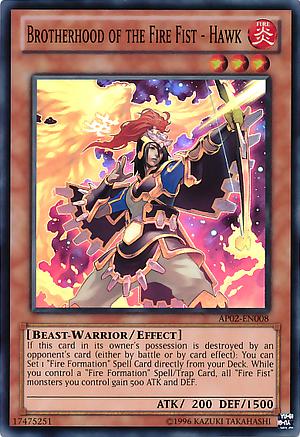 BROTHERHOOD OF THE FIRE FIST - HAWK
FIRE
炎
AP02-EN008
[BEAST-WARRIOR/EFFECT]
If this card in its owner's possession is destroyed by an
opponent's card (either by battle or by card effect): You can
Set 1 "Fire Formation" Spell Card directly from your Deck. While
you control a "Fire Formation" Spell/Trap Card, all "Fire Fist"
monsters you control gain 500 ATK and DEF.
ATK/ 200 DEF/1500
17475251
©1996 KAZUKI TAKAHASHI